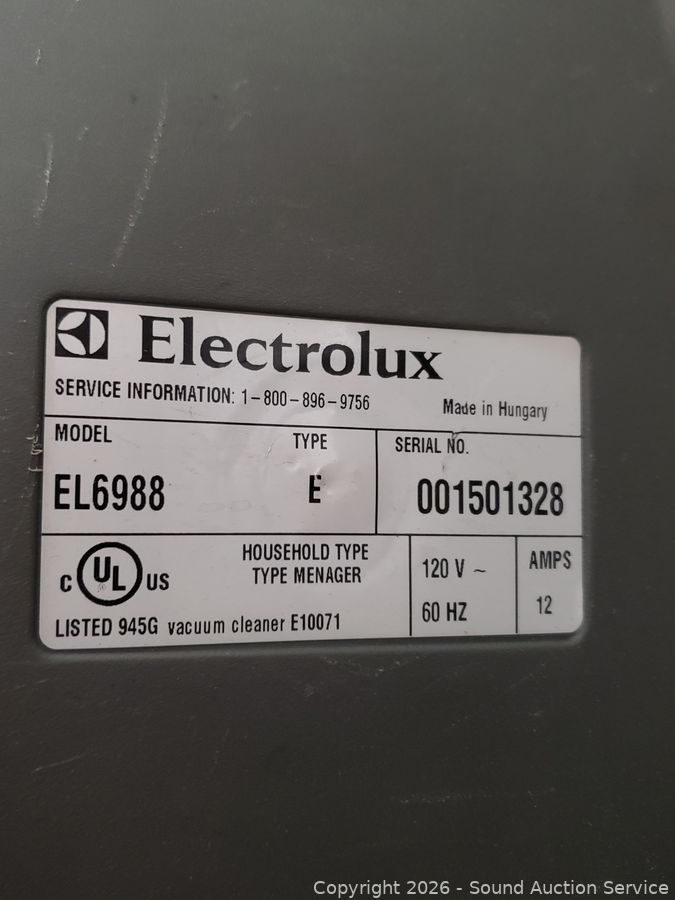 Electrolux
SERVICE INFORMATION: 1-800-896-9756
Made in Hungary
MODEL
TYPE
SERIAL NO.
EL6988
E
001501328
C UL US
HOUSEHOLD TYPE
TYPE MENAGER
120 V ~
60 HZ
AMPS
12
LISTED 945G vacuum cleaner E10071
Copyright 2026 - Sound Auction Service